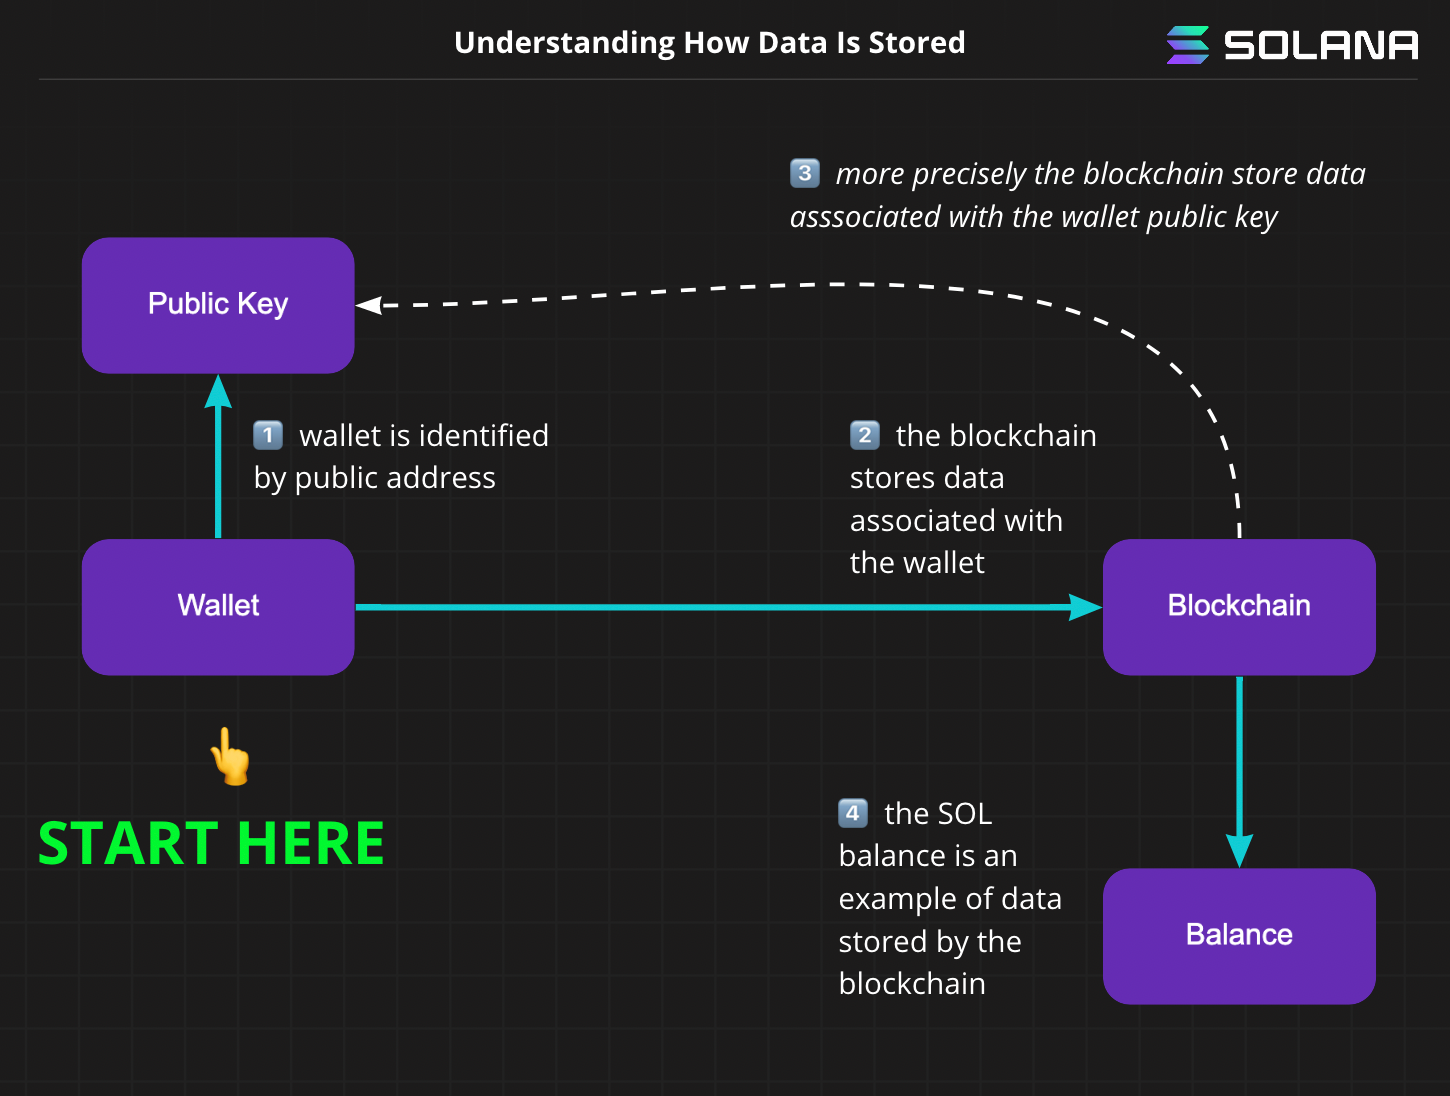 Understanding How Data Is Stored
SOLANA
3 more precisely the blockchain store data
asssociated with the wallet public key
Public Key
1 wallet is identified
by public address
2 the blockchain
stores data
associated with
the wallet
Wallet
Blockchain
START HERE
4 the SOL
balance is an
example of data
stored by the
blockchain
Balance